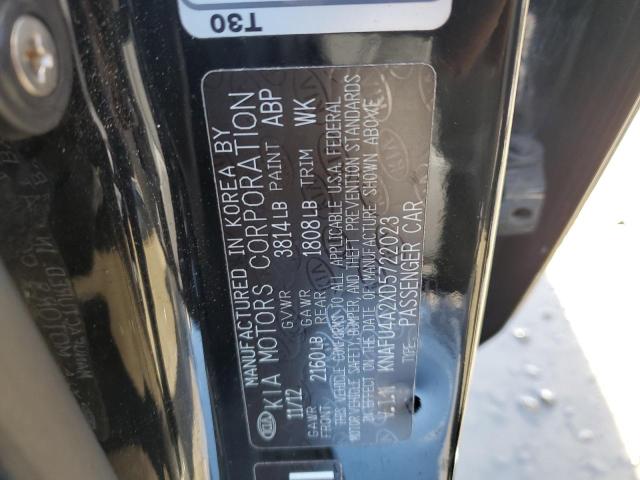 T30
MANUFACTURED IN KOREA BY
KIA KIA MOTORS CORPORATION
11/12 GVWR 3814LB PAINT ABP
GAWR FRONT 2160LB GAWR REAR 1808LB TRIM WK
THIS VEHICLE CONFORMS TO ALL APPLICABLE U.S.A. FEDERAL
MOTOR VEHICLE SAFETY, BUMPER, AND THEFT PREVENTION STANDARDS
IN EFFECT ON THE DATE OF MANUFACTURE SHOWN ABOVE.
V.I.N KNAFU4A2XD5722023
TYPE: PASSENGER CAR